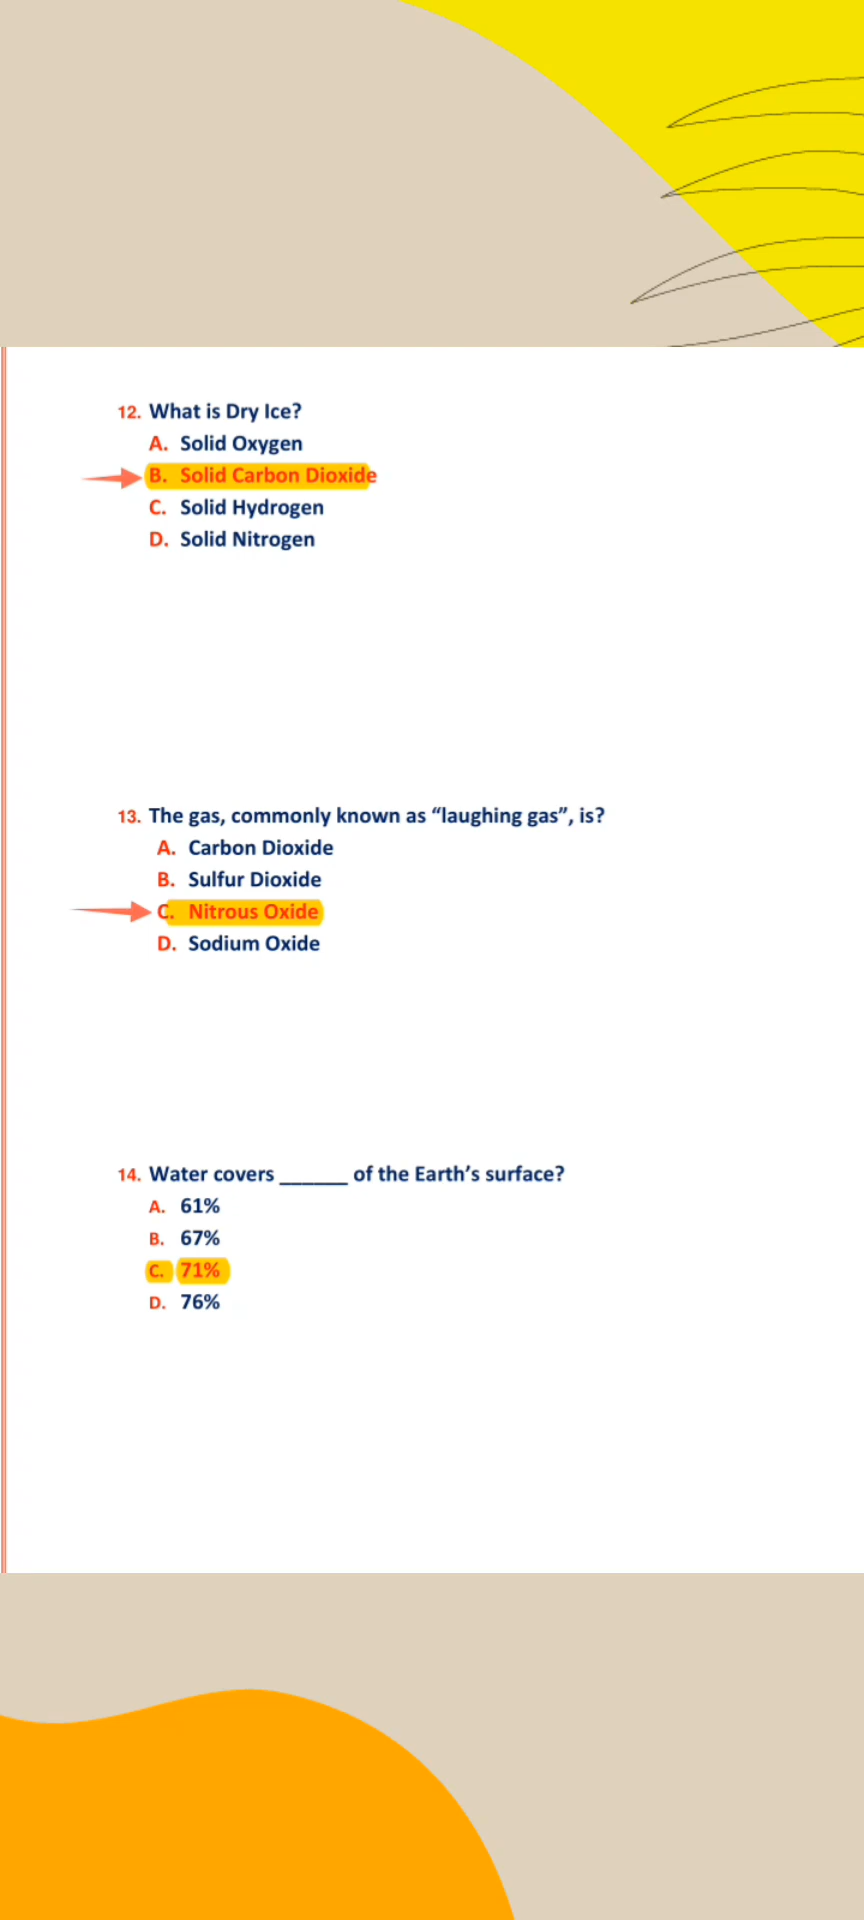 12. What is Dry Ice?
A. Solid Oxygen
B. Solid Carbon Dioxide
C. Solid Hydrogen
D. Solid Nitrogen
13. The gas, commonly known as “laughing gas”, is?
A. Carbon Dioxide
B. Sulfur Dioxide
C. Nitrous Oxide
D. Sodium Oxide
14. Water covers ______ of the Earth’s surface?
A. 61%
B. 67%
C. 71%
D. 76%